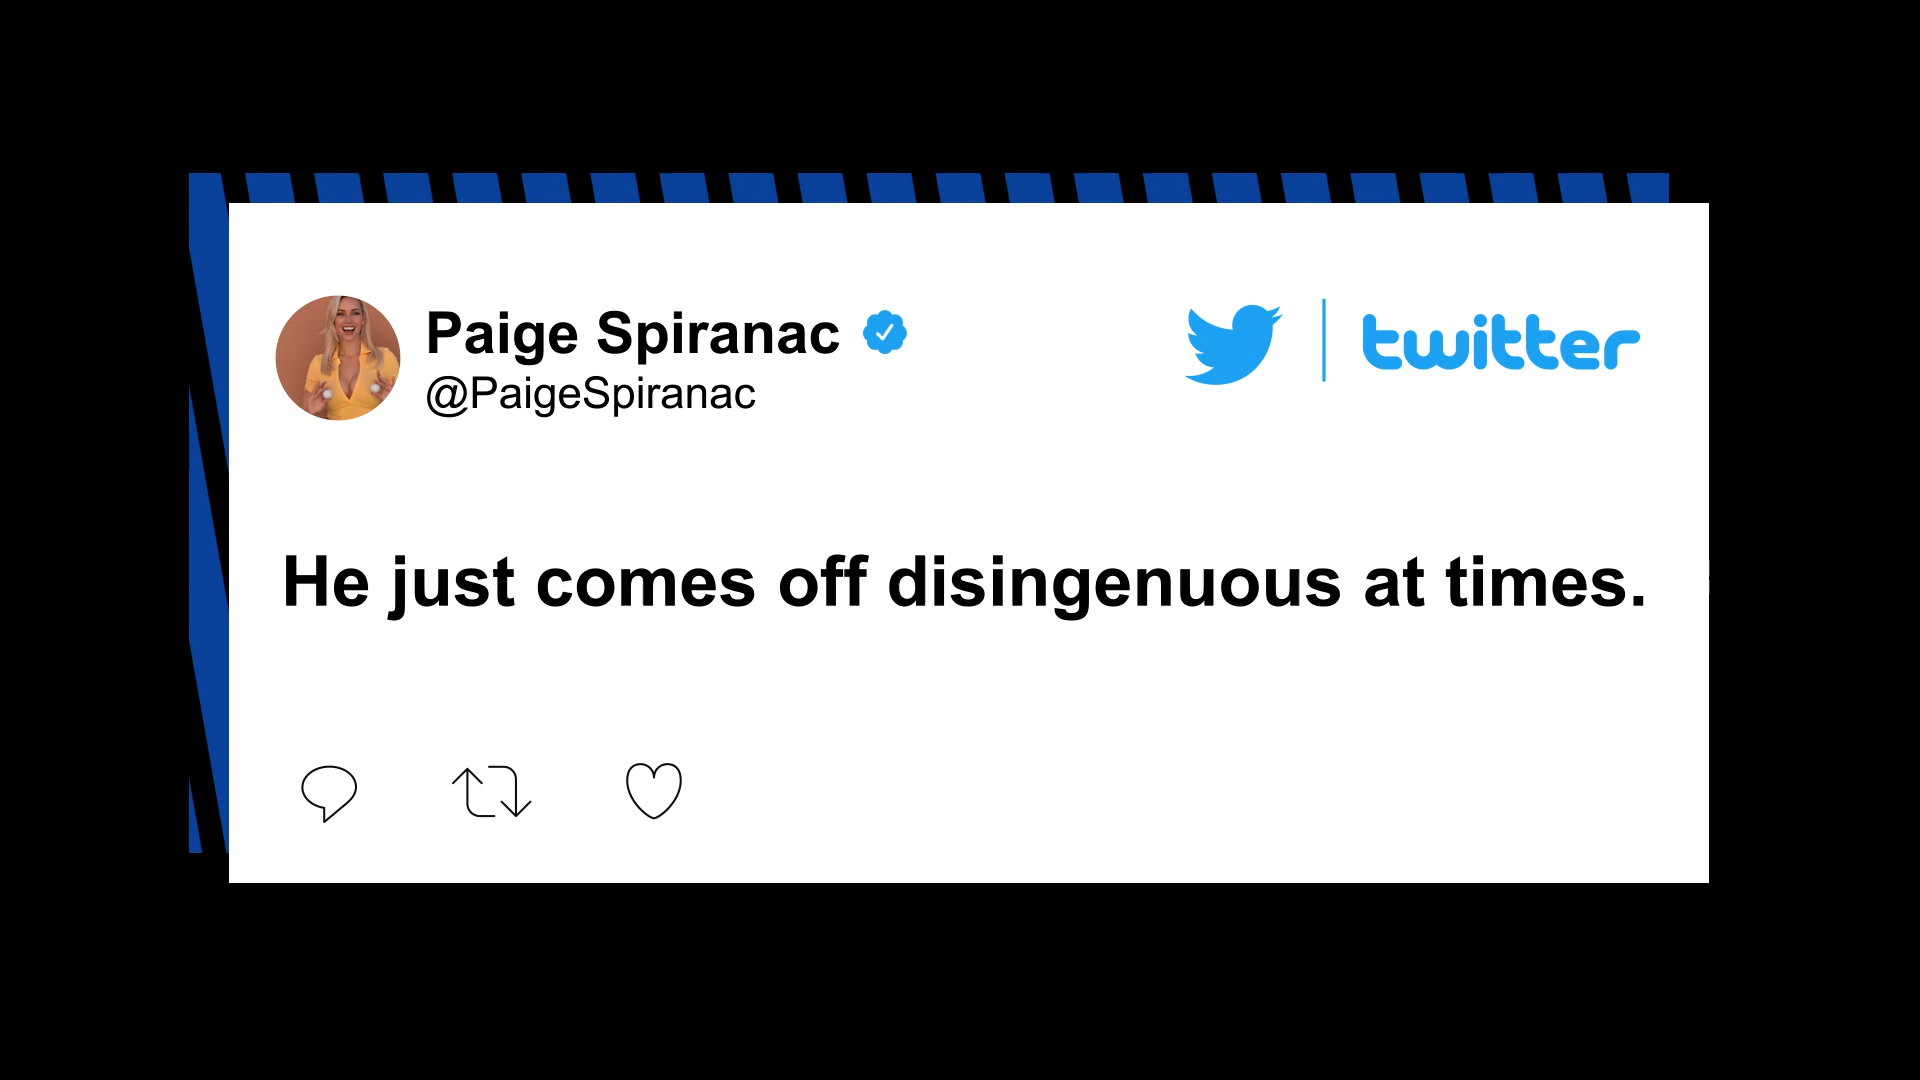 Paige Spiranac
@PaigeSpiranac
twitter
He just comes off disingenuous at times.